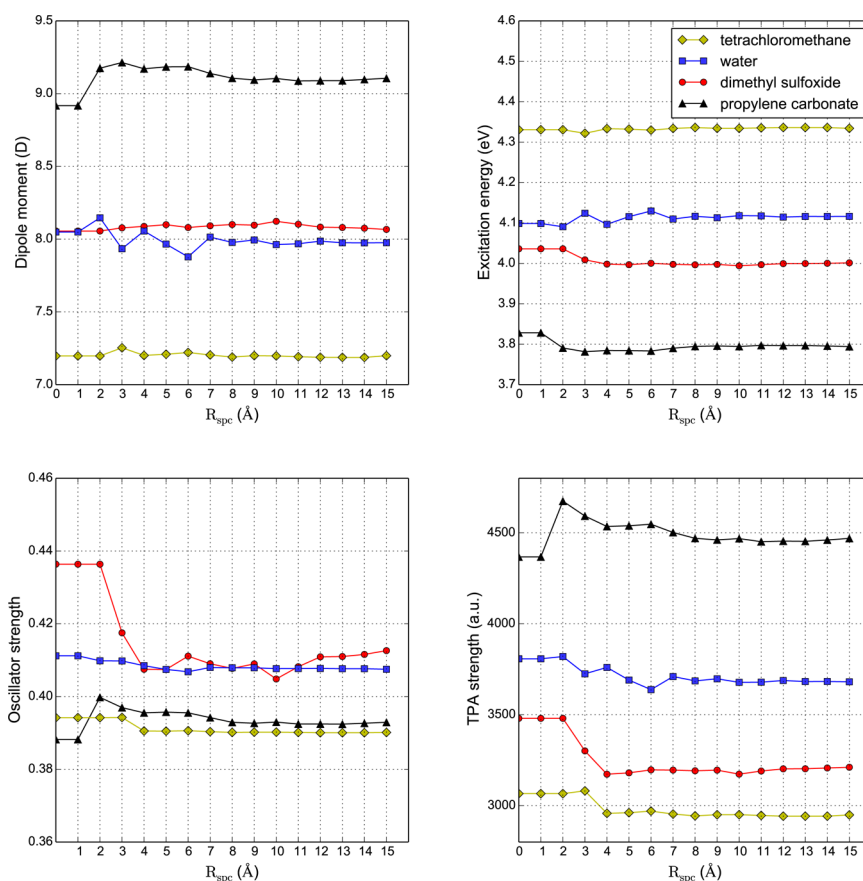 Dipole moment (D)
9.5
9.0
8.5
8.0
7.5
7.0
0 1 2 3 4 5 6 7 8 9 10 11 12 13 14 15
R_spc (Å)
Excitation energy (eV)
4.6
4.5
4.4
4.3
4.2
4.1
4.0
3.9
3.8
3.7
0 1 2 3 4 5 6 7 8 9 10 11 12 13 14 15
R_spc (Å)
tetrachloromethane
water
dimethyl sulfoxide
propylene carbonate
Oscillator strength
0.46
0.44
0.42
0.40
0.38
0.36
1 2 3 4 5 6 7 8 9 10 11 12 13 14 15
R_spc (Å)
TPA strength (a.u.)
4500
4000
3500
3000
0 1 2 3 4 5 6 7 8 9 10 11 12 13 14 15
R_spc (Å)